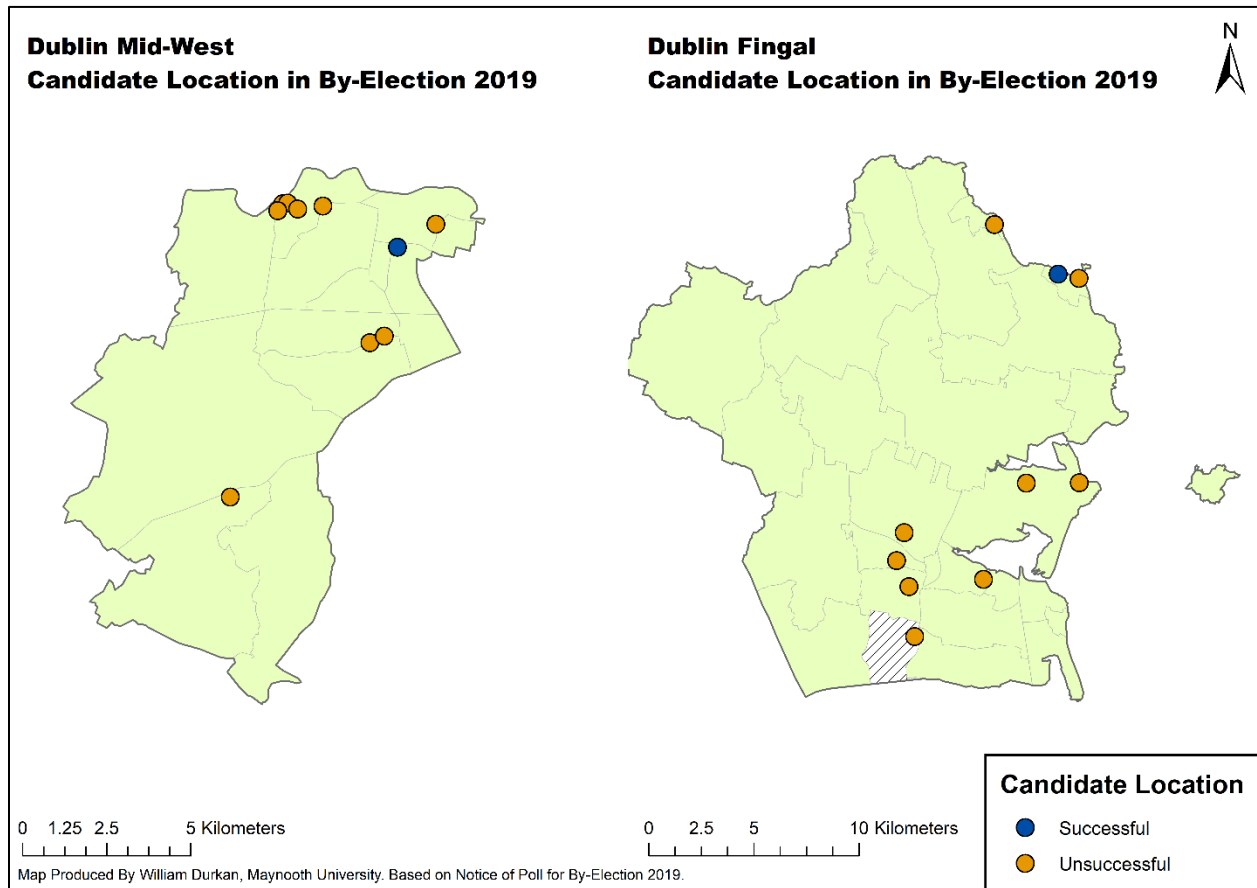 Dublin Mid-West
Candidate Location in By-Election 2019
Dublin Fingal
Candidate Location in By-Election 2019
N
Candidate Location
Successful
Unsuccessful
0 1.25 2.5 5 Kilometers
0 2.5 5 10 Kilometers
Map Produced By William Durkan, Maynooth University. Based on Notice of Poll for By-Election 2019.